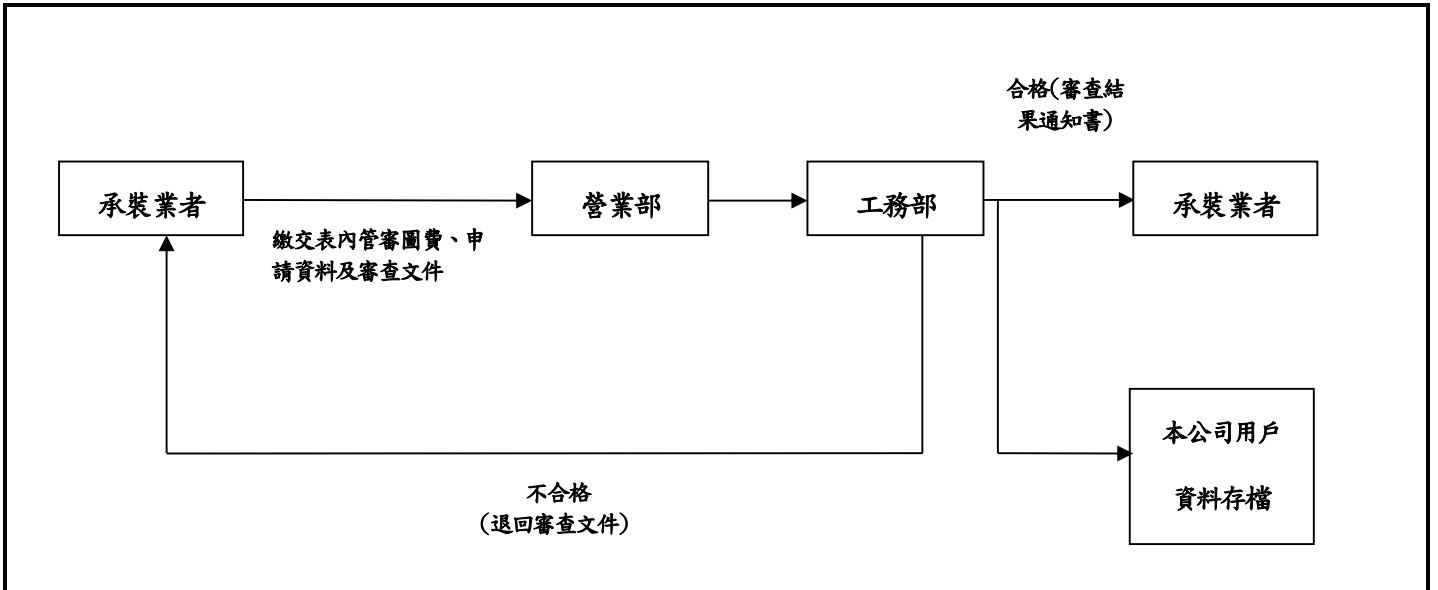 合格(審查結
果通知書)
承裝業者
營業部
工務部
承裝業者
繳交表內管審圖費、申
請資料及審查文件
本公司用戶
資料存檔
不合格
(退回審查文件)